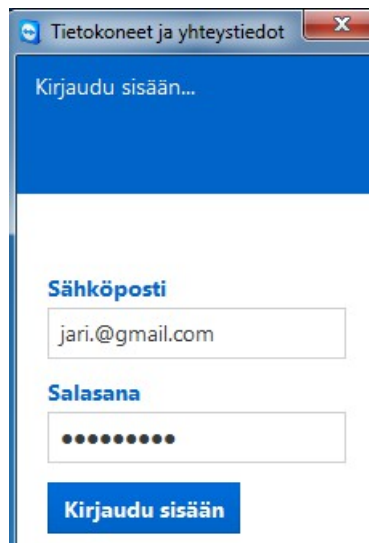 Tietokoneet ja yhteystiedot
Kirjaudu sisään...
Sähköposti
jari.@gmail.com
Salasana
●●●●●●●●●
Kirjaudu sisään